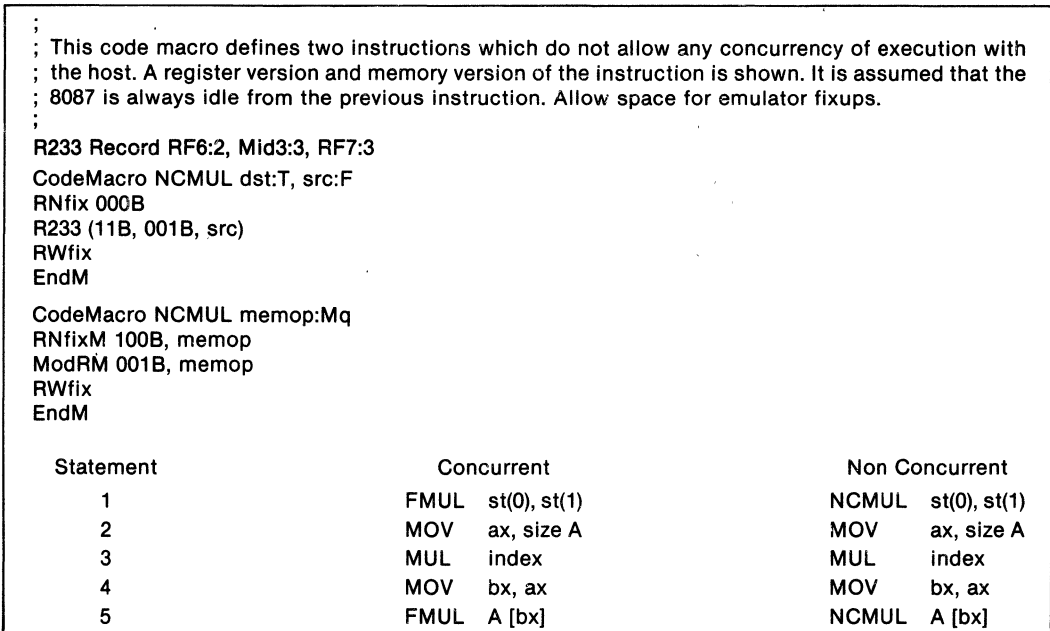 ;
; This code macro defines two instructions which do not allow any concurrency of execution with
; the host. A register version and memory version of the instruction is shown. It is assumed that the
; 8087 is always idle from the previous instruction. Allow space for emulator fixups.
;
R233 Record RF6:2, Mid3:3, RF7:3
CodeMacro NCMUL dst:T, src:F
RNfix 000B
R233 (11B, 001B, src)
RWfix
EndM
CodeMacro NCMUL memop:Mq
RNfixM 100B, memop
ModRM 001B, memop
RWfix
EndM
Statement Concurrent Non Concurrent
1 FMUL st(0), st(1) NCMUL st(0), st(1)
2 MOV ax, size A MOV ax, size A
3 MUL index MUL index
4 MOV bx, ax MOV bx, ax
5 FMUL A [bx] NCMUL A [bx]